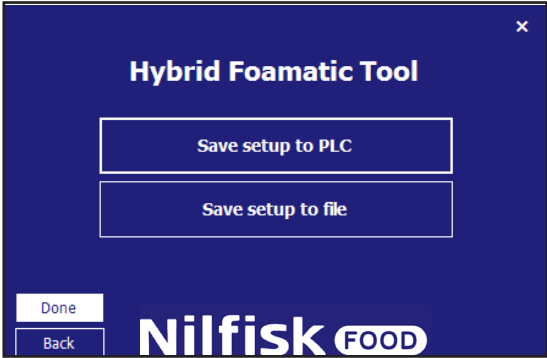 ×
Hybrid Foamatic Tool
Save setup to PLC
Save setup to file
Done
Back
Nilfisk FOOD